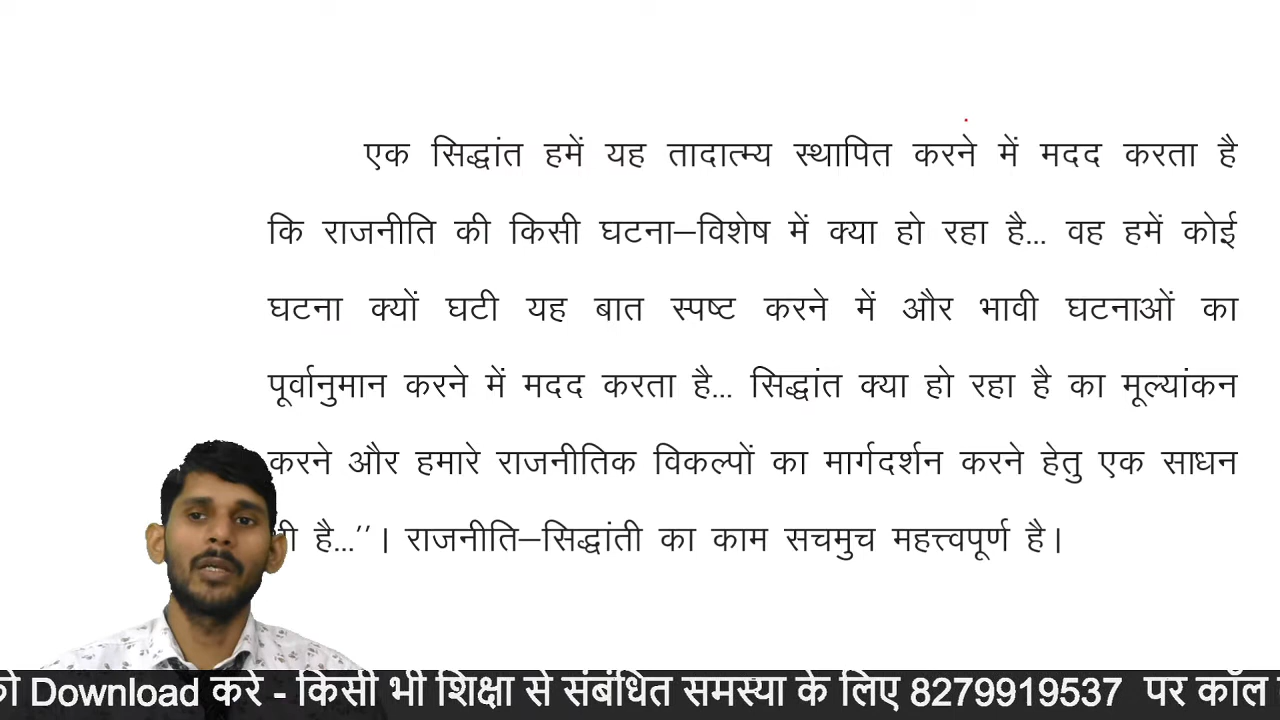 एक सिद्धांत हमें यह तादात्म्य स्थापित करने में मदद करता है
कि राजनीति की किसी घटना–विशेष में क्या हो रहा है... वह हमें कोई
घटना क्यों घटी यह बात स्पष्ट करने में और भावी घटनाओं का
पूर्वानुमान करने में मदद करता है... सिद्धांत क्या हो रहा है का मूल्यांकन
करने और हमारे राजनीतिक विकल्पों का मार्गदर्शन करने हेतु एक साधन
है...’’। राजनीति–सिद्धांती का काम सचमुच महत्त्वपूर्ण है।
Download करे - किसी भी शिक्षा से संबंधित समस्या के लिए 8279919537 पर कॉल